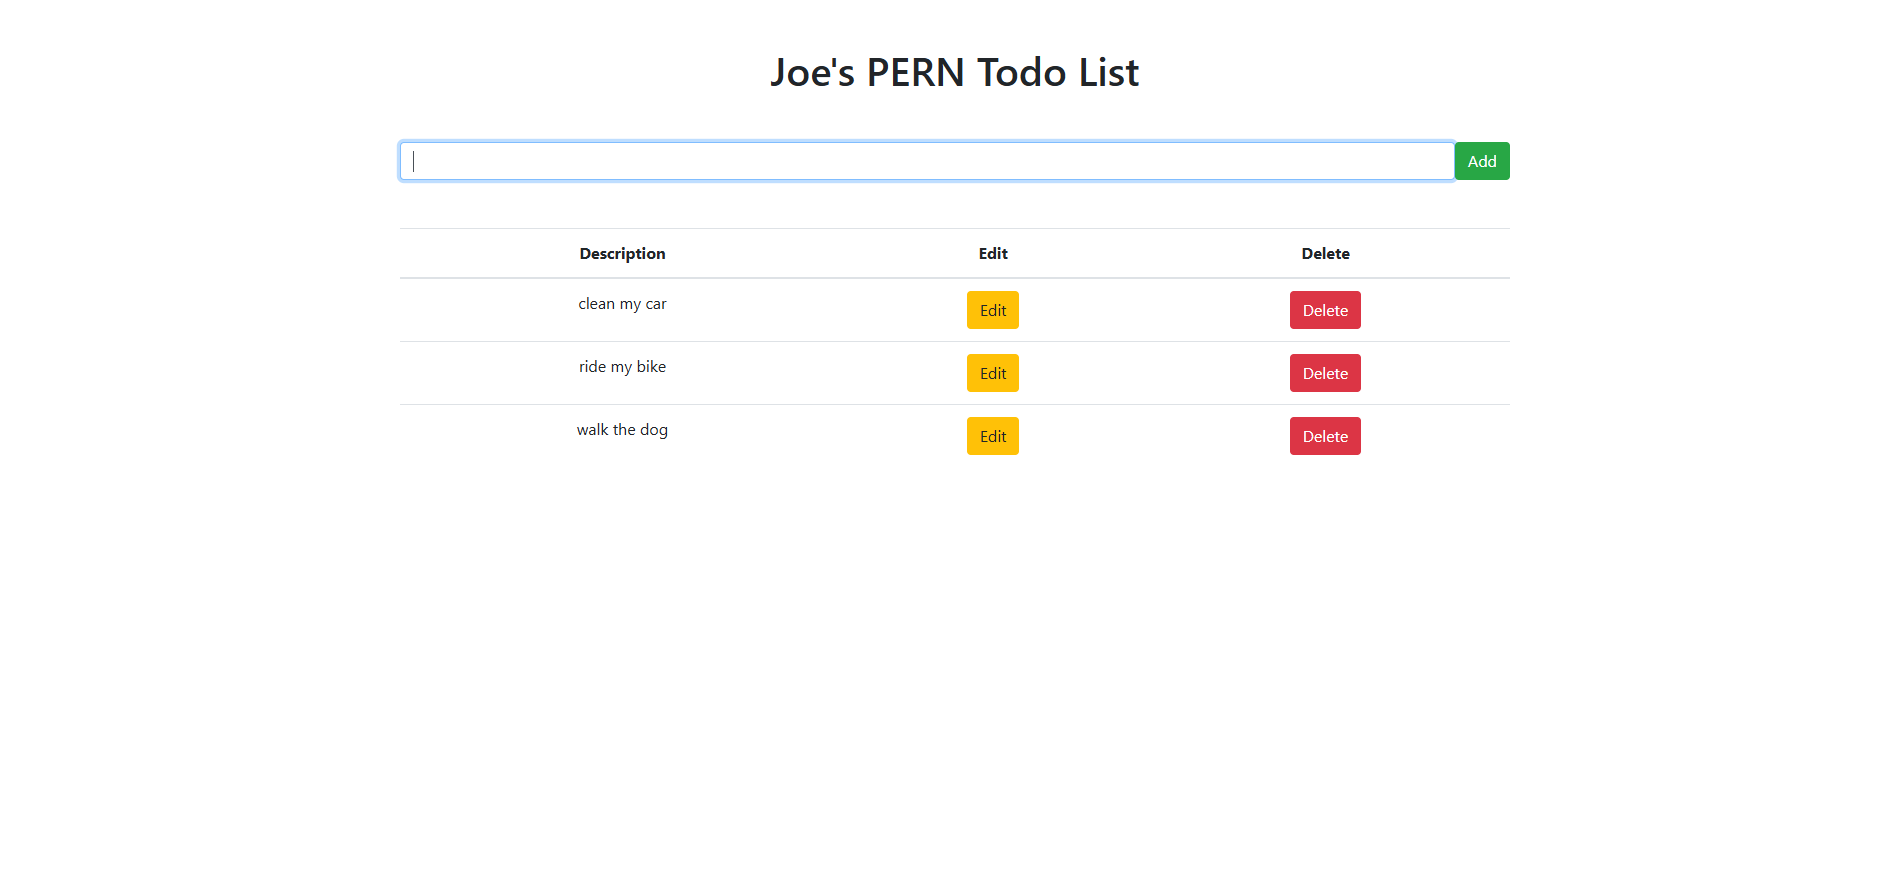 Joe's PERN Todo List
Add
Description Edit Delete
clean my car Edit Delete
ride my bike Edit Delete
walk the dog Edit Delete